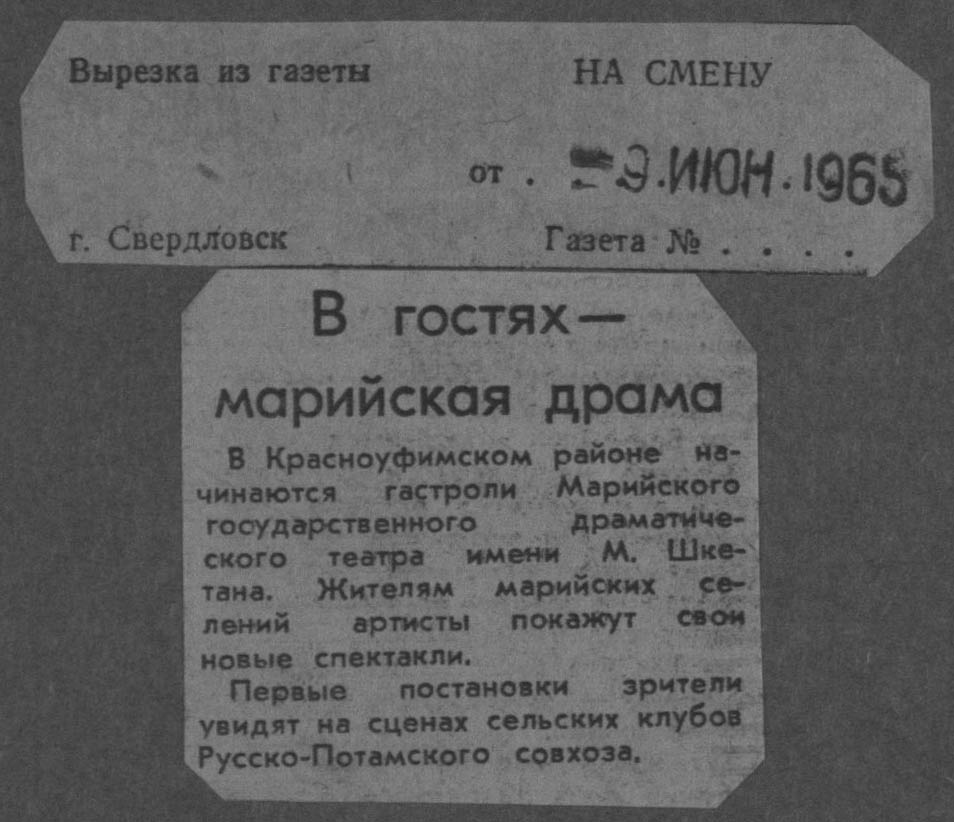 Вырезка из газеты НА СМЕНУ
от . -9.ИЮН.1965
г. Свердловск Газета № . . . .
В гостях —
марийская драма
В Красноуфимском районе на-
чинаются гастроли Марийского
государственного драматиче-
ского театра имени М. Шке-
тана. Жителям марийских се-
лений артисты покажут свои
новые спектакли.
Первые постановки зрители
увидят на сценах сельских клубов
Русско-Потамского совхоза.